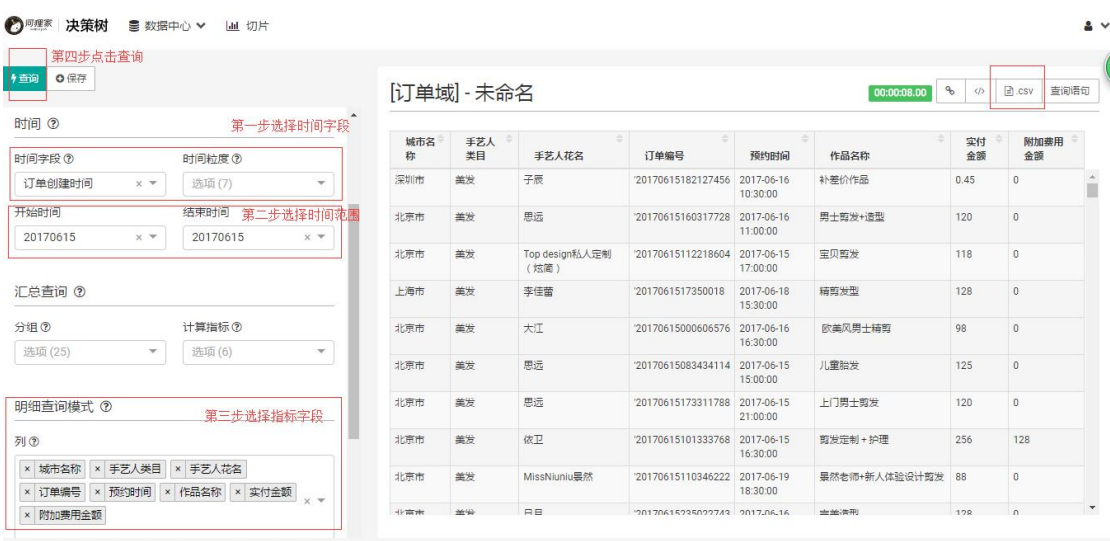 河狸家 决策树 数据中心 切片
第四步点击查询
查询 保存
时间
第一步选择时间字段
时间字段 时间粒度
订单创建时间 选项 (7)
开始时间 结束时间 第二步选择时间范围
20170615 20170615
汇总查询
分组 计算指标
选项 (25) 选项 (6)
明细查询模式
第三步选择指标字段
列
× 城市名称 × 手艺人类目 × 手艺人花名
× 订单编号 × 预约时间 × 作品名称 × 实付金额
× 附加费用金额
[订单域] - 未命名
00:00:08.00 </> .csv 查询语句
城市名称 手艺人类目 手艺人花名 订单编号 预约时间 作品名称 实付金额 附加费用金额
深圳市 美发 子辰 '20170615182127456 2017-06-16 10:30:00 补差价作品 0.45 0
北京市 美发 思远 '20170615160317728 2017-06-16 11:00:00 男士剪发+造型 120 0
北京市 美发 Top design私人定制（炫简） '20170615112218604 2017-06-15 17:00:00 宝贝剪发 118 0
上海市 美发 李佳蕾 '2017061517350018 2017-06-18 15:30:00 精剪发型 128 0
北京市 美发 大江 '20170615000606576 2017-06-16 16:30:00 欧美风男士精剪 98 0
北京市 美发 思远 '20170615083434114 2017-06-15 15:00:00 儿童胎发 125 0
北京市 美发 思远 '20170615173311788 2017-06-15 21:00:00 上门男士剪发 120 0
北京市 美发 依卫 '20170615101333768 2017-06-15 16:30:00 剪发定制 + 护理 256 128
北京市 美发 MissNiuniu景然 '20170615110346222 2017-06-19 18:30:00 景然老师+新人体验设计剪发 88 0
北京市 美发 '20170615235022743 2017-06-16 128 0